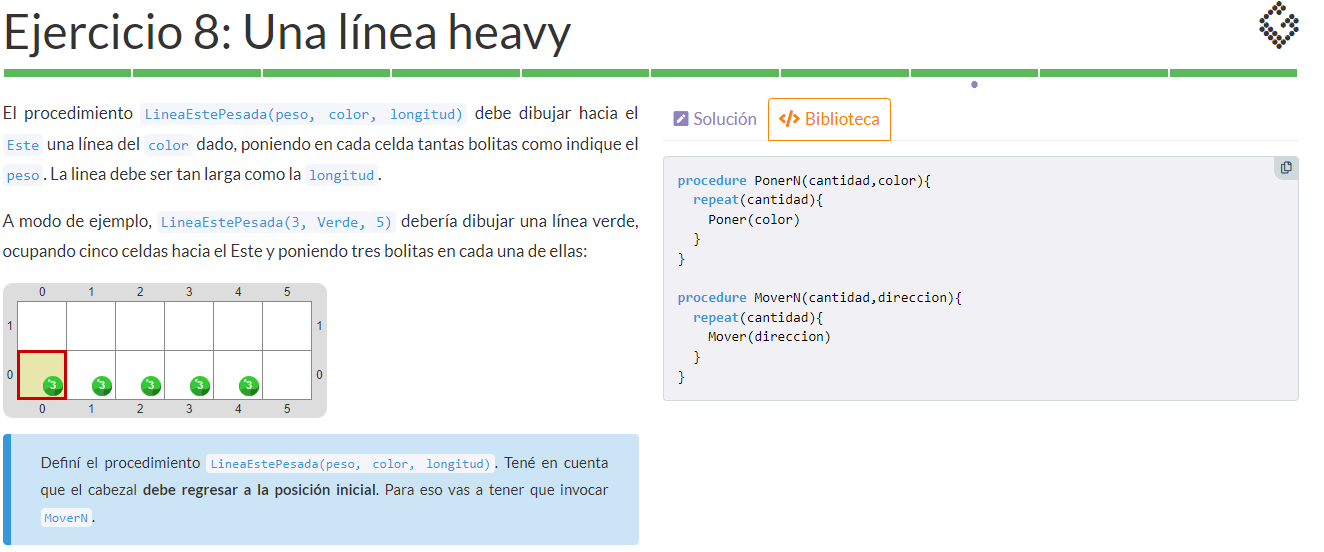 Ejercicio 8: Una línea heavy
El procedimiento LineaEstePesada(peso, color, longitud) debe dibujar hacia el
Este una línea del color dado, poniendo en cada celda tantas bolitas como indique el
peso. La linea debe ser tan larga como la longitud.
A modo de ejemplo, LineaEstePesada(3, Verde, 5) debería dibujar una línea verde,
ocupando cinco celdas hacia el Este y poniendo tres bolitas en cada una de ellas:
0 1 2 3 4 5
1 1
0 3 3 3 3 3 0
0 1 2 3 4 5
Definí el procedimiento LineaEstePesada(peso, color, longitud). Tené en cuenta
que el cabezal debe regresar a la posición inicial. Para eso vas a tener que invocar
MoverN.
Solución </> Biblioteca
procedure PonerN(cantidad,color){
repeat(cantidad){
Poner(color)
}
}
procedure MoverN(cantidad,direccion){
repeat(cantidad){
Mover(direccion)
}
}